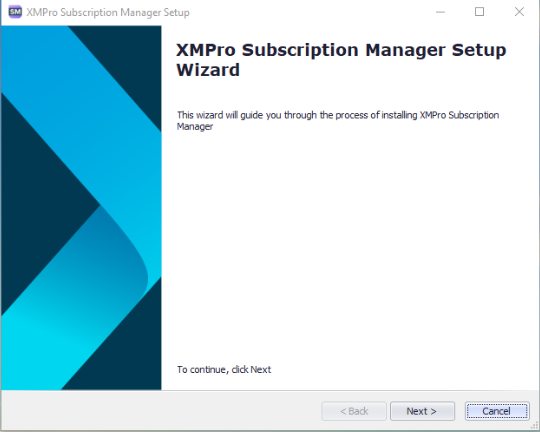 SM XMPro Subscription Manager Setup
XMPro Subscription Manager Setup
Wizard
This wizard will guide you through the process of installing XMPro Subscription
Manager
To continue, click Next
< Back Next > Cancel